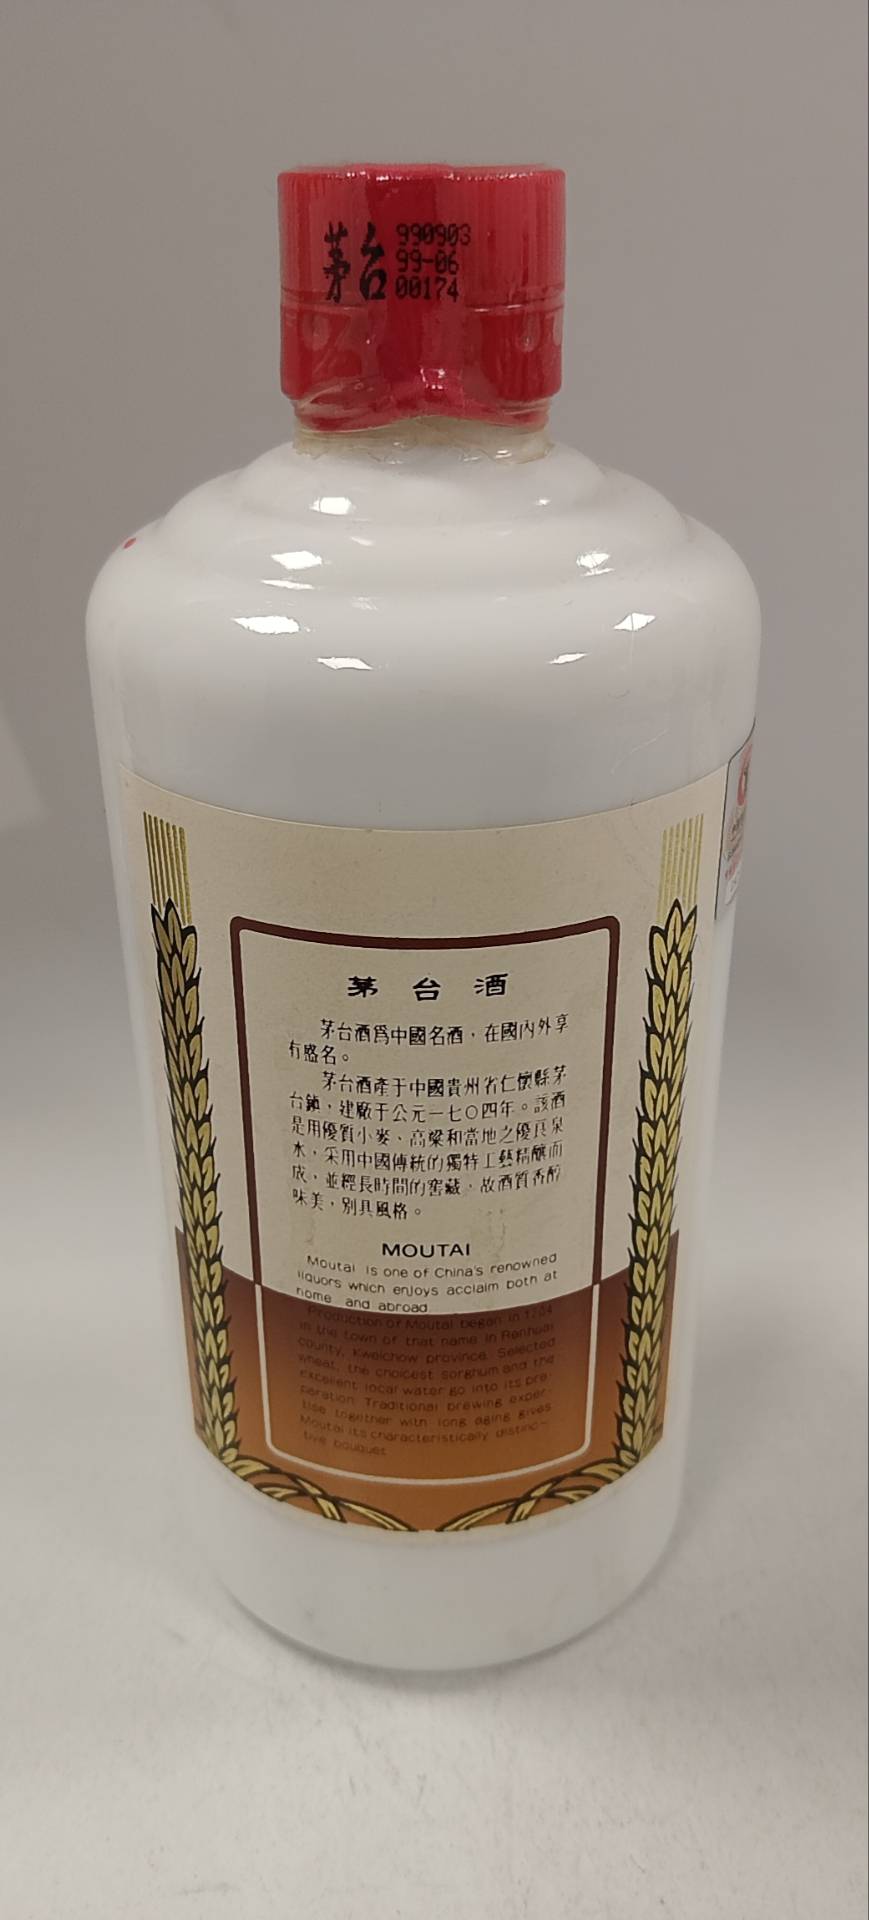 茅台
990903
99-06
00174
茅台酒
茅台酒爲中國名酒，在國內外享
有盛名。
茅台酒產于中國貴州省仁懷縣茅
台鎮，建廠于公元一七〇四年。該酒
是用優質小麥、高粱和當地之優良泉
水，采用中國傳統的獨特工藝精釀而
成，並經長時間的窖藏，故酒質香醇
味美，別具風格。
MOUTAI
Moutai is one of China's renowned
liquors which enjoys acclaim both at
home and abroad
Production of Moutai began in 1704
in the town of that name in Renhuai
county, Kweichow province. Selected
wheat, the choicest sorghum and the
excellent local water go into its pre-
paration Traditional brewing exper-
tise together with long aging gives
Moutai its characteristically distinc-
tive bouquet